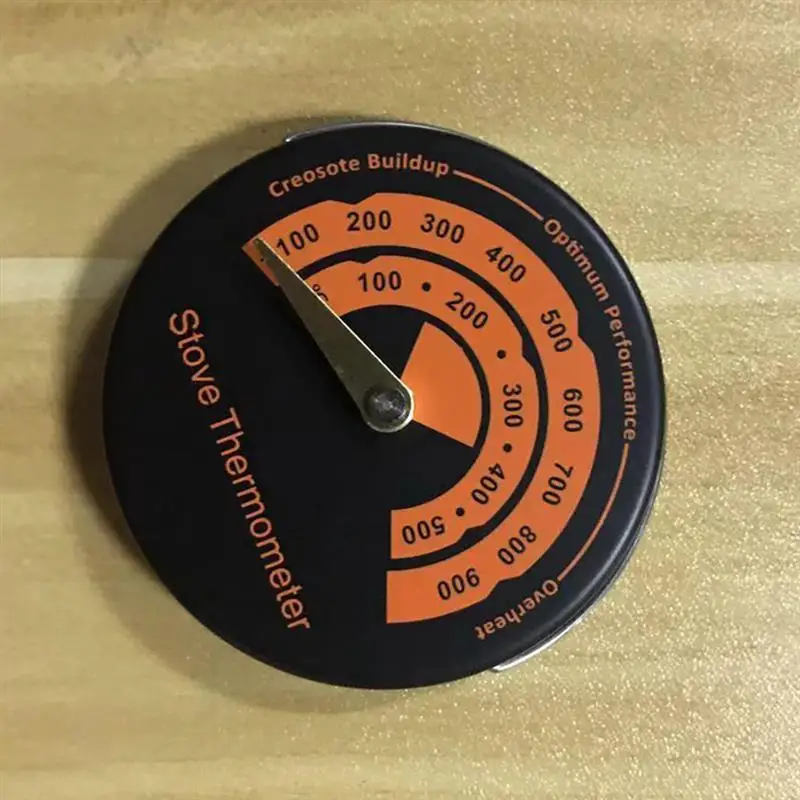 Creosote Buildup
Optimum Performance
Overheat
100 200 300 400 500 600 700 800 900
100 200 300 400 500
Stove Thermometer